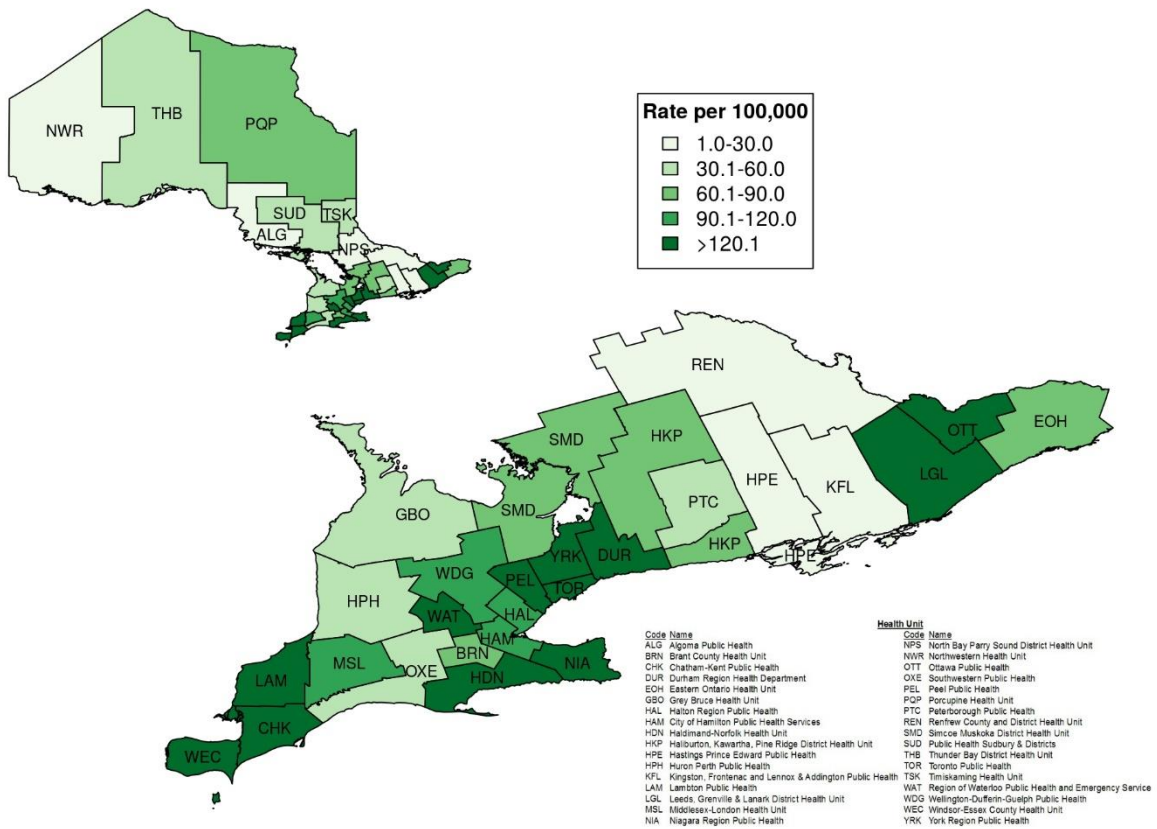 NWR
THB
PQP
SUD
TSK
ALG
NPS
Rate per 100,000
1.0-30.0
30.1-60.0
60.1-90.0
90.1-120.0
>120.1
REN
SMD
HKP
OTT
EOH
LGL
HPE
KFL
PTC
GBO
SMD
HKP
YRK
DUR
HPE
WDG
PEL
TOR
HPH
WAT
HAL
HAM
MSL
BRN
OXE
NIA
LAM
HDN
CHK
WEC
Health Unit
Code Name
ALG Algoma Public Health
BRN Brant County Health Unit
CHK Chatham-Kent Public Health
DUR Durham Region Health Department
EOH Eastern Ontario Health Unit
GBO Grey Bruce Health Unit
HAL Halton Region Public Health
HAM City of Hamilton Public Health Services
HDN Haldimand-Norfolk Health Unit
HKP Haliburton, Kawartha, Pine Ridge District Health Unit
HPE Hastings Prince Edward Public Health
HPH Huron Perth Public Health
KFL Kingston, Frontenac and Lennox & Addington Public Health
LAM Lambton Public Health
LGL Leeds, Grenville & Lanark District Health Unit
MSL Middlesex-London Health Unit
NIA Niagara Region Public Health
Code Name
NPS North Bay Parry Sound District Health Unit
NWR Northwestern Health Unit
OTT Ottawa Public Health
OXE Southwestern Public Health
PEL Peel Public Health
PQP Porcupine Health Unit
PTC Peterborough Public Health
REN Renfrew County and District Health Unit
SMD Simcoe Muskoka District Health Unit
SUD Public Health Sudbury & Districts
THB Thunder Bay District Health Unit
TOR Toronto Public Health
TSK Timiskaming Health Unit
WAT Region of Waterloo Public Health and Emergency Service
WDG Wellington-Dufferin-Guelph Public Health
WEC Windsor-Essex County Health Unit
YRK York Region Public Health